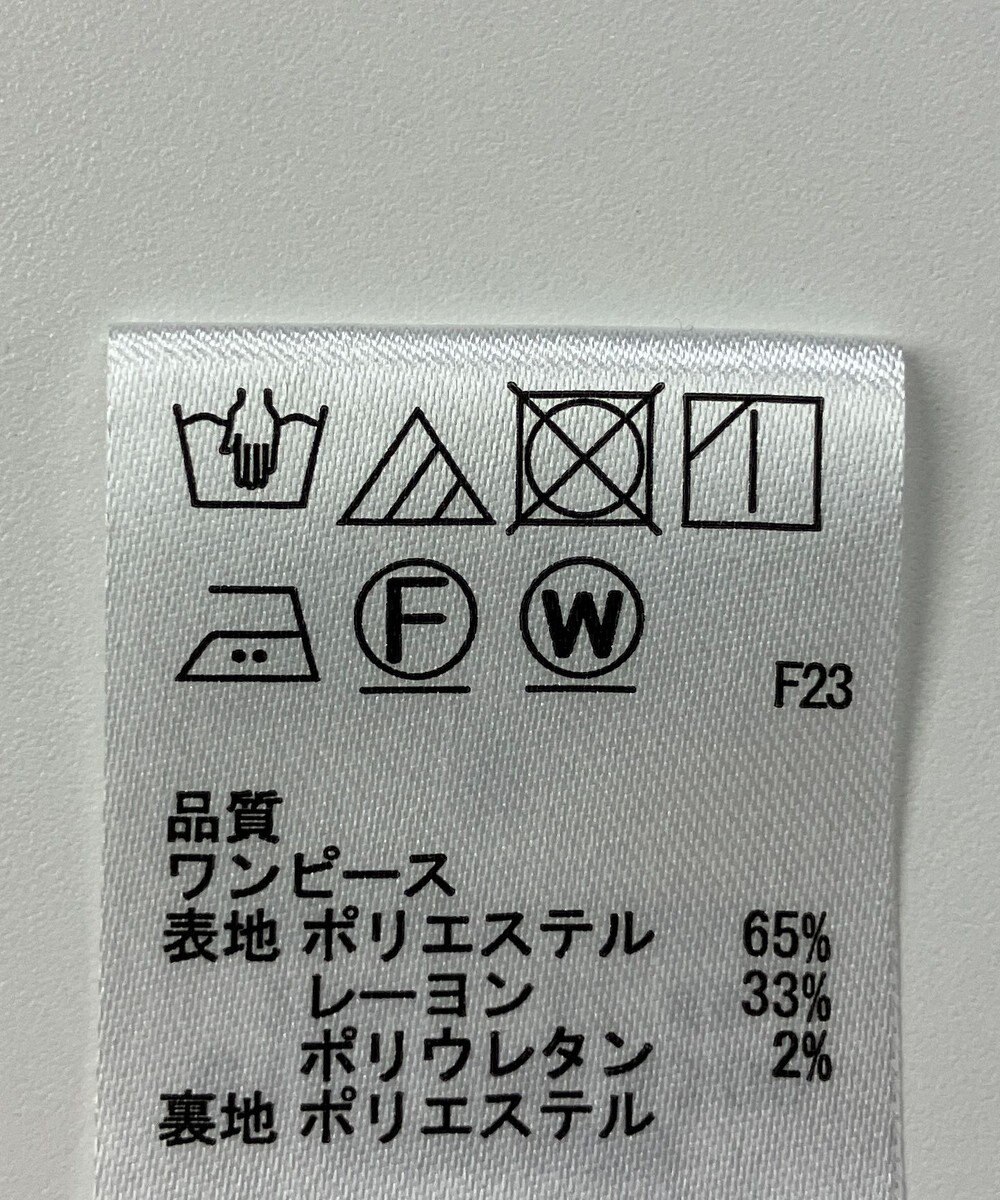 F
W
F23
品質
ワンピース
表地 ポリエステル 65%
レーヨン 33%
ポリウレタン 2%
裏地 ポリエステル